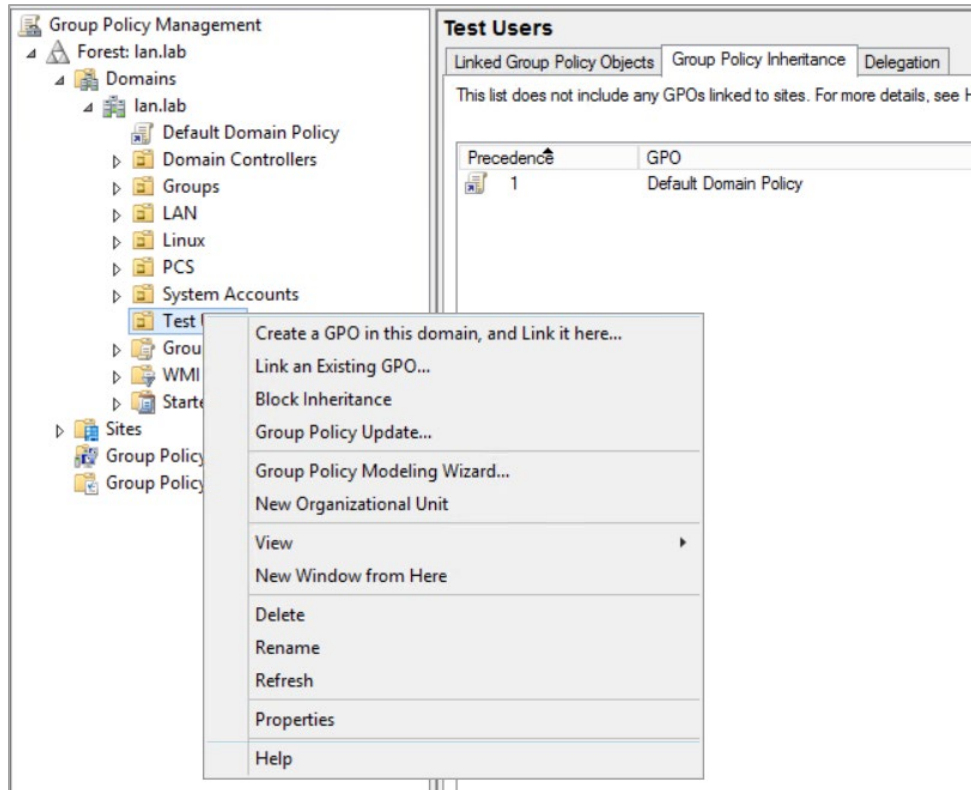 Group Policy Management
Forest: lan.lab
Domains
lan.lab
Default Domain Policy
Domain Controllers
Groups
LAN
Linux
PCS
System Accounts
Test U
Grou
WMI
Starte
Sites
Group Policy
Group Policy
Create a GPO in this domain, and Link it here...
Link an Existing GPO...
Block Inheritance
Group Policy Update...
Group Policy Modeling Wizard...
New Organizational Unit
View
New Window from Here
Delete
Rename
Refresh
Properties
Help
Test Users
Linked Group Policy Objects Group Policy Inheritance Delegation
This list does not include any GPOs linked to sites. For more details, see H
Precedence GPO
1 Default Domain Policy